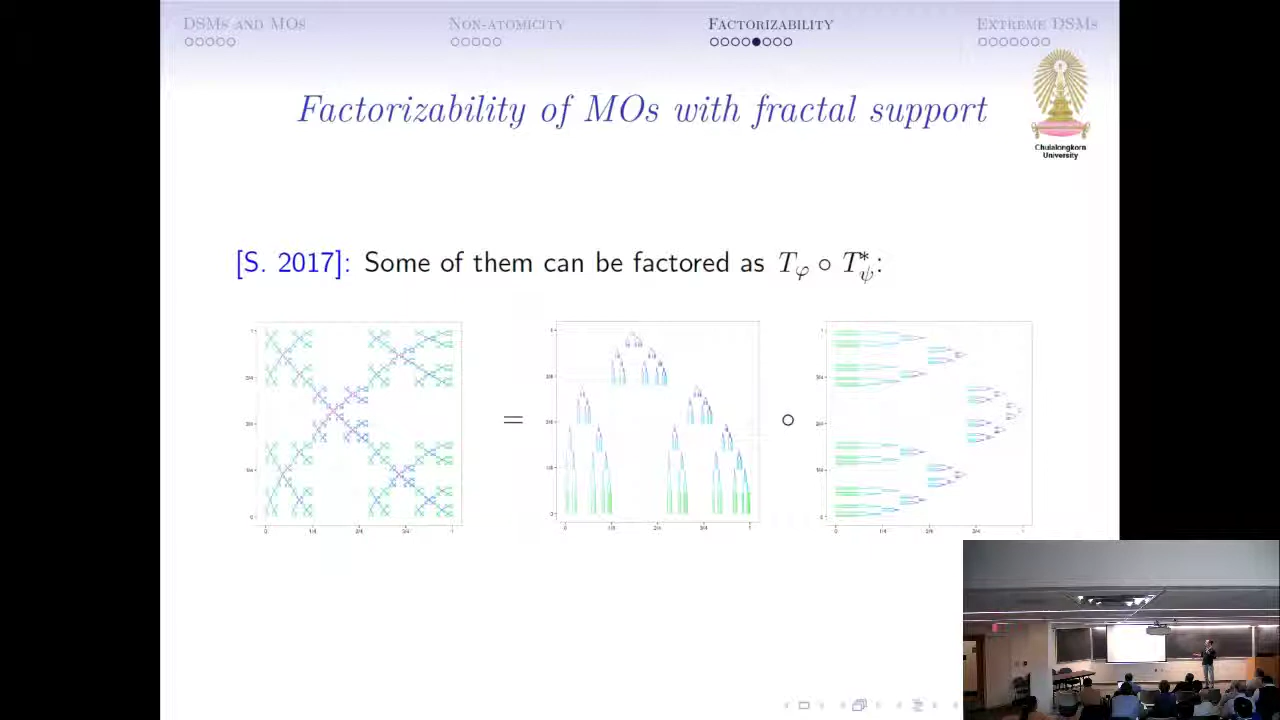 DSMs and MOs
Non-atomicity
Factorizability
Extreme DSMs
Factorizability of MOs with fractal support
Chulalongkorn
University
[S. 2017]: Some of them can be factored as T_φ ∘ T*_ψ:
=
∘